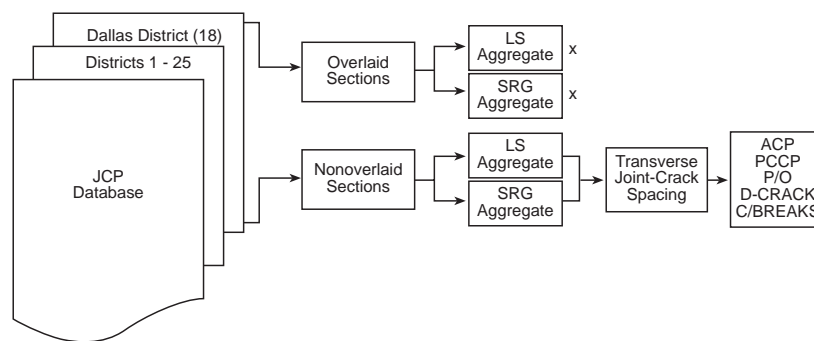 Dallas District (18)
Districts 1 - 25
JCP
Database
Overlaid
Sections
LS
Aggregate
x
SRG
Aggregate
x
Nonoverlaid
Sections
LS
Aggregate
SRG
Aggregate
Transverse
Joint-Crack
Spacing
ACP
PCCP
P/O
D-CRACK
C/BREAKS